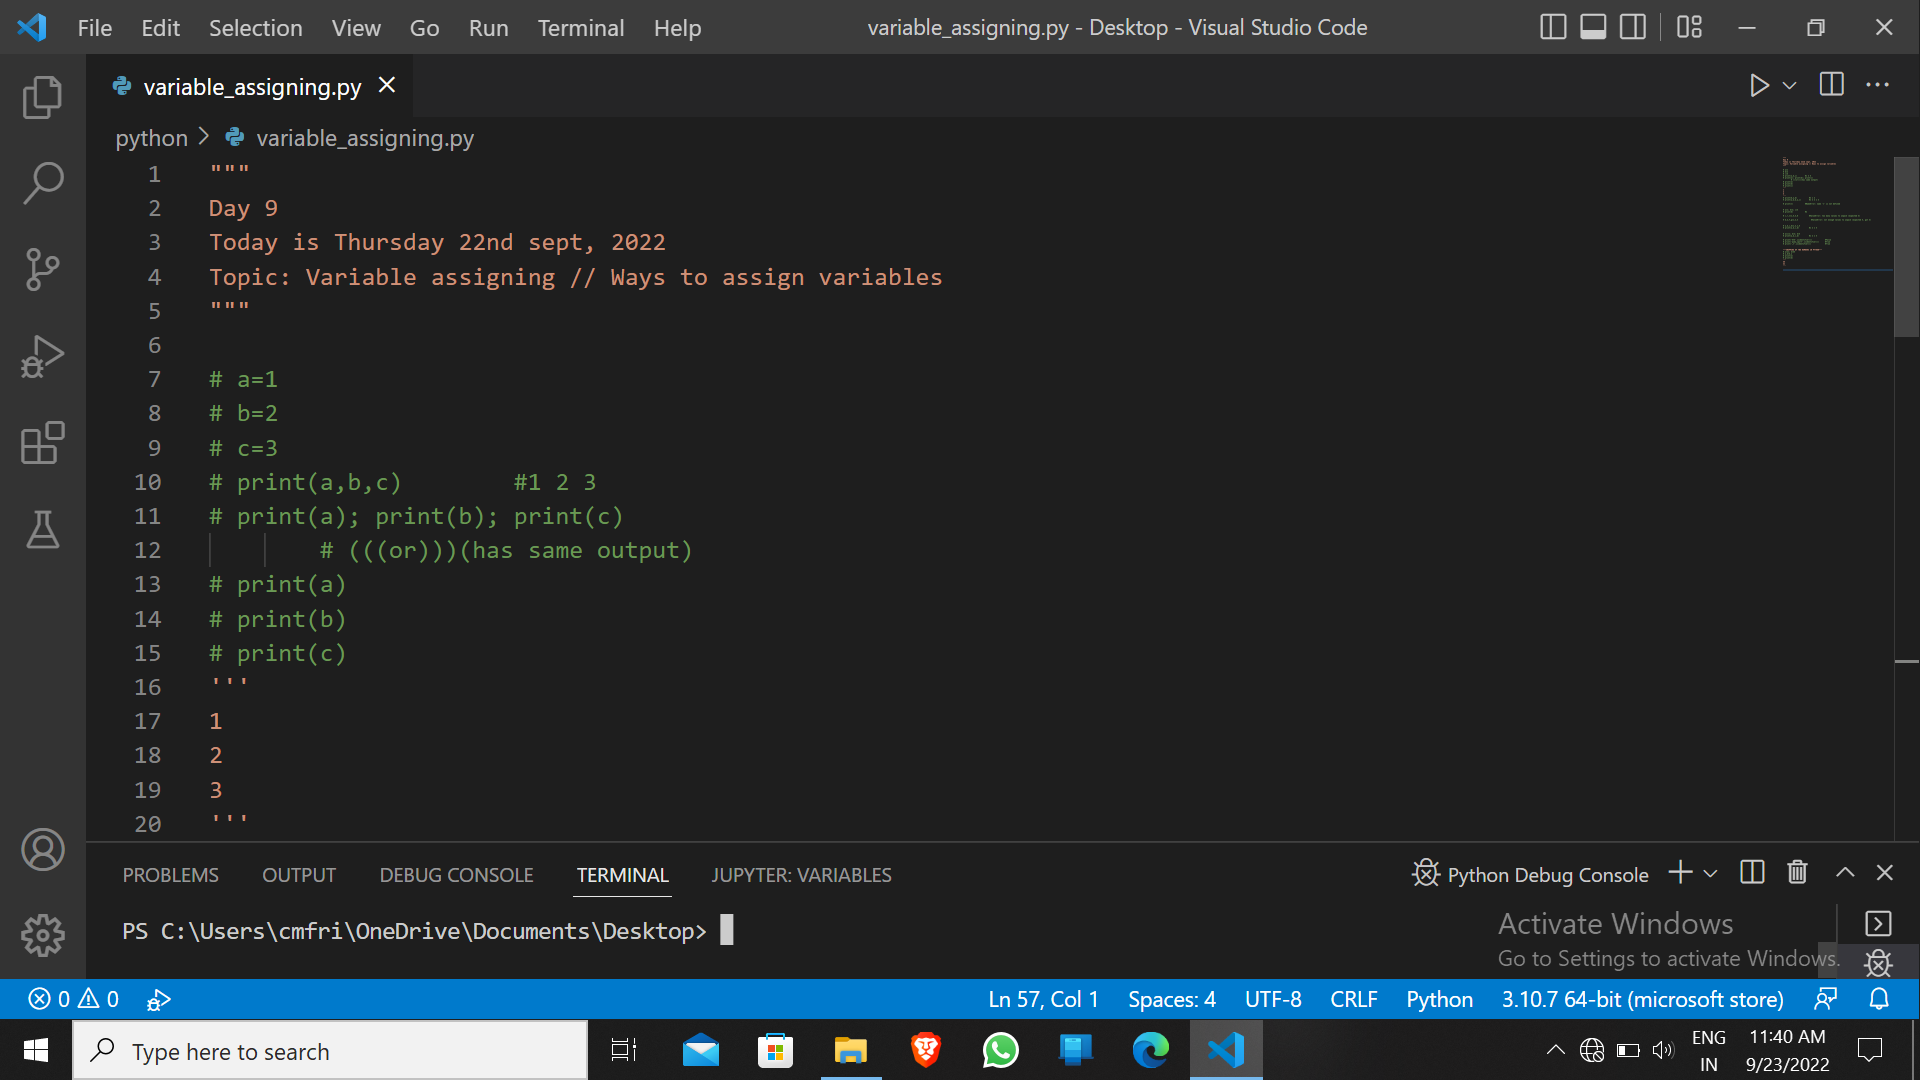 File Edit Selection View Go Run Terminal Help variable_assigning.py - Desktop - Visual Studio Code
variable_assigning.py
python > variable_assigning.py
1 """
2 Day 9
3 Today is Thursday 22nd sept, 2022
4 Topic: Variable assigning // Ways to assign variables
5 """
6
7 # a=1
8 # b=2
9 # c=3
10 # print(a,b,c)        #1 2 3
11 # print(a); print(b); print(c)
12         # (((or)))(has same output)
13 # print(a)
14 # print(b)
15 # print(c)
16 '''
17 1
18 2
19 3
20 '''
PROBLEMS OUTPUT DEBUG CONSOLE TERMINAL JUPYTER: VARIABLES Python Debug Console
PS C:\Users\cmfri\OneDrive\Documents\Desktop>
Activate Windows
Go to Settings to activate Windows.
0 0 Ln 57, Col 1 Spaces: 4 UTF-8 CRLF Python 3.10.7 64-bit (microsoft store)
Type here to search
ENG 11:40 AM
IN 9/23/2022